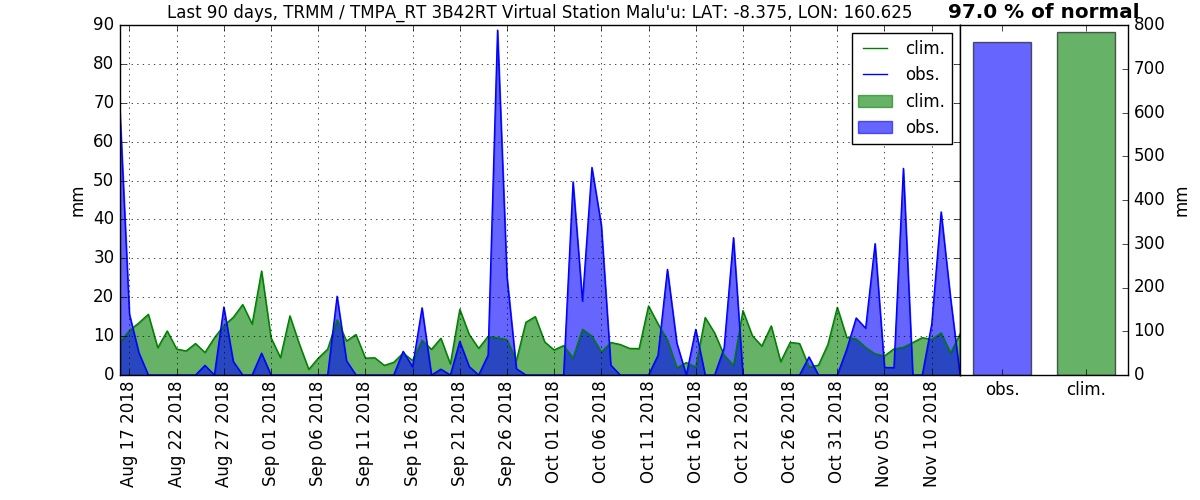 Last 90 days, TRMM / TMPA_RT 3B42RT Virtual Station Malu'u: LAT: -8.375, LON: 160.625
97.0 % of normal
90
80
70
60
50
40
30
20
10
0
mm
clim.
obs.
clim.
obs.
Aug 17 2018
Aug 22 2018
Aug 27 2018
Sep 01 2018
Sep 06 2018
Sep 11 2018
Sep 16 2018
Sep 21 2018
Sep 26 2018
Oct 01 2018
Oct 06 2018
Oct 11 2018
Oct 16 2018
Oct 21 2018
Oct 26 2018
Oct 31 2018
Nov 05 2018
Nov 10 2018
800
700
600
500
400
300
200
100
0
mm
obs.
clim.